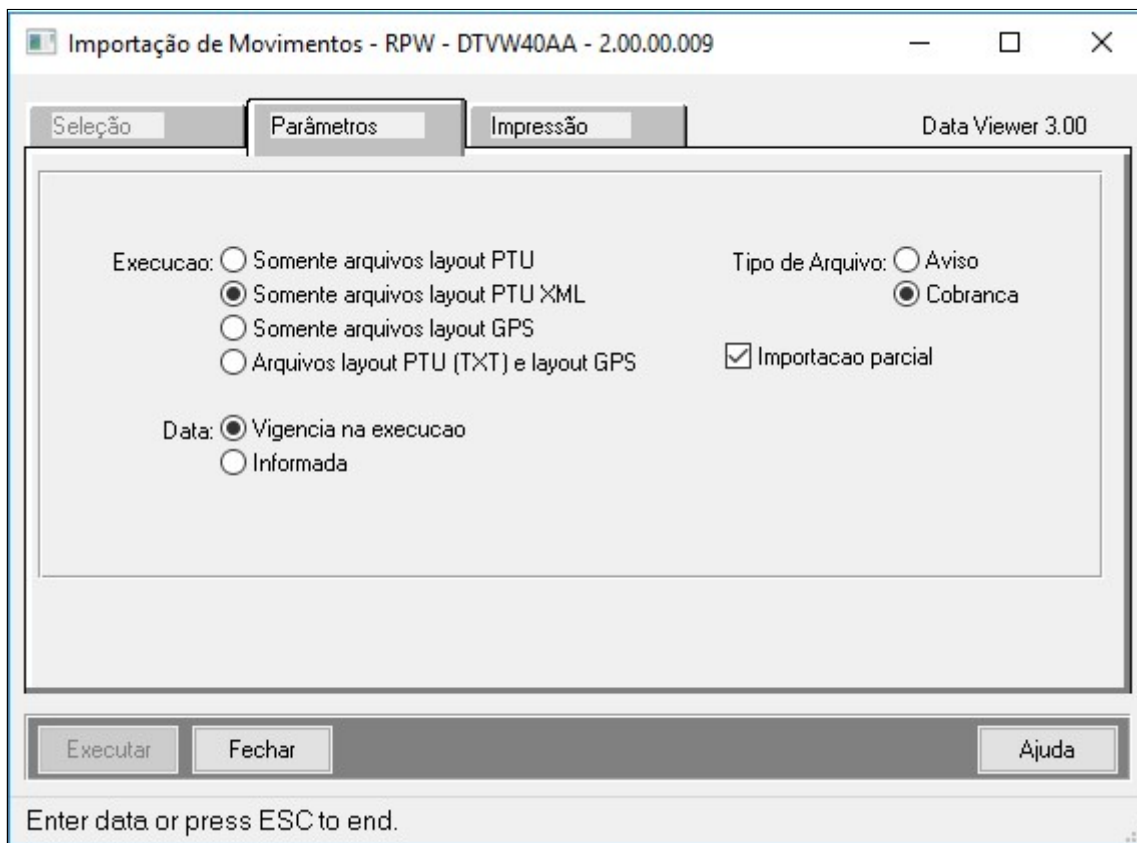 Importação de Movimentos - RPW - DTVW40AA - 2.00.00.009
Seleção Parâmetros Impressão Data Viewer 3.00
Execucao: Somente arquivos layout PTU Tipo de Arquivo: Aviso
Somente arquivos layout PTU XML Cobranca
Somente arquivos layout GPS
Arquivos layout PTU (TXT) e layout GPS Importacao parcial
Data: Vigencia na execucao
Informada
Executar Fechar Ajuda
Enter data or press ESC to end.